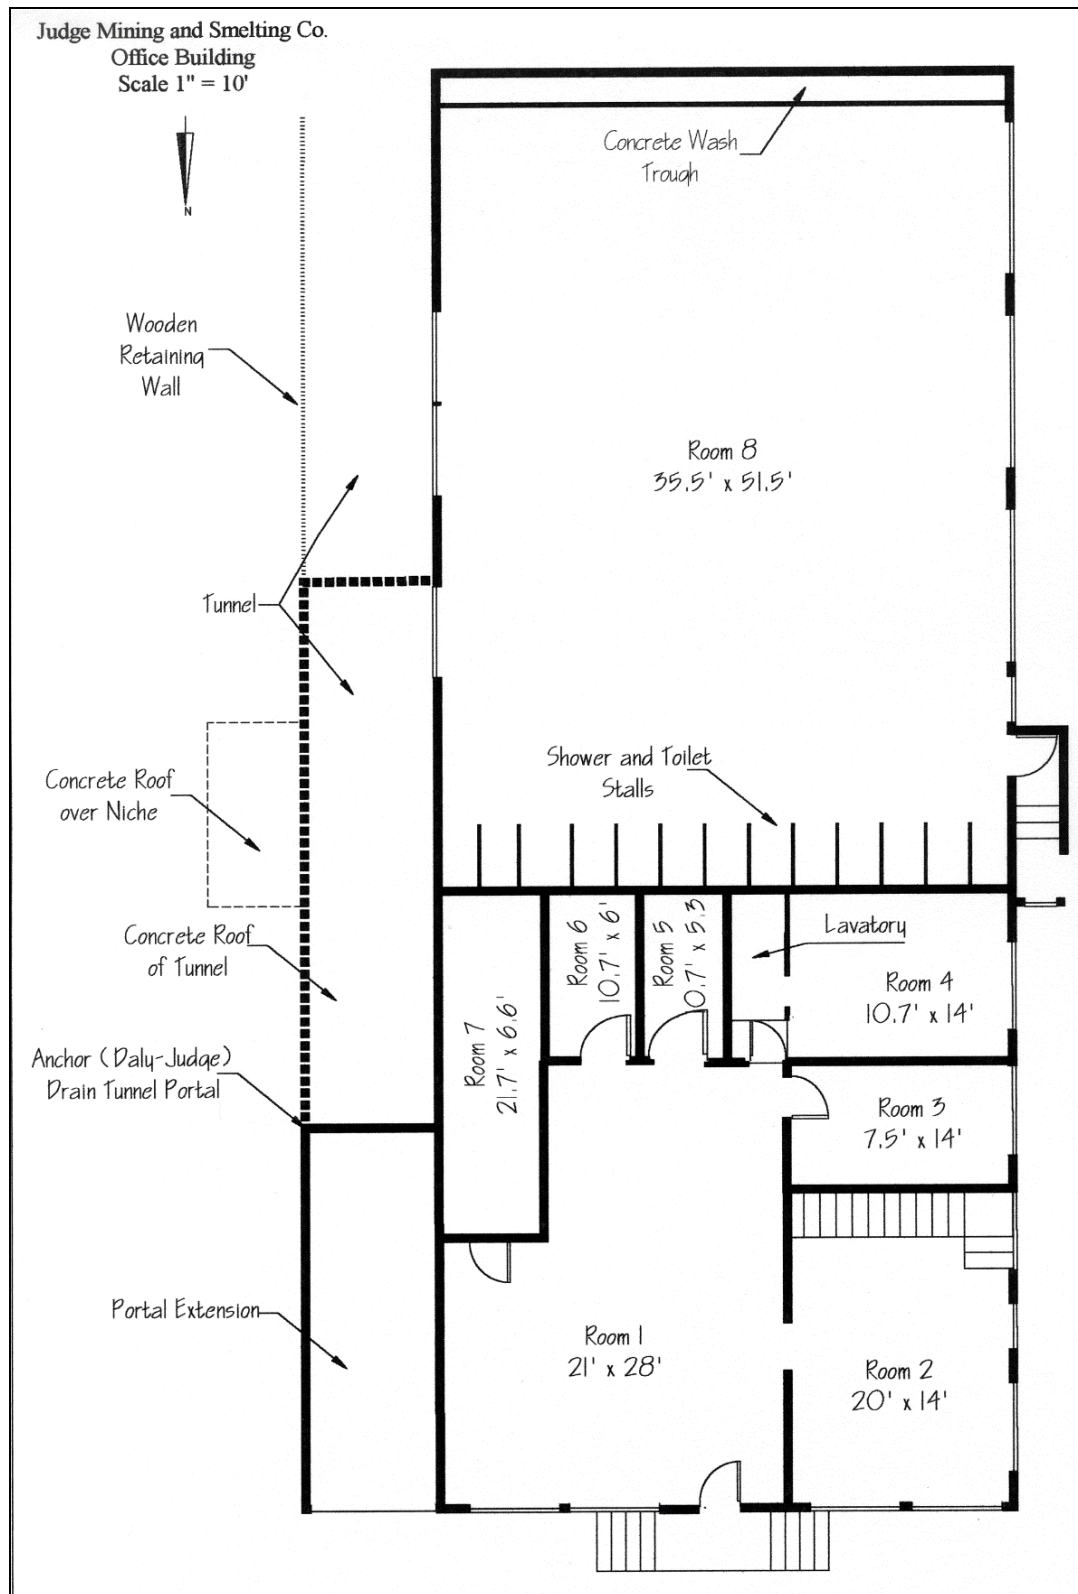 Judge Mining and Smelting Co.
Office Building
Scale 1" = 10'
N
Concrete Wash
Trough
Wooden
Retaining
Wall
Room 8
35.5' x 51.5'
Tunnel
Shower and Toilet
Stalls
Concrete Roof
over Niche
Concrete Roof
of Tunnel
Lavatory
Room 6
10.7' x 6'
Room 5
10.7' x 5.3
Room 4
10.7' x 14'
Room 7
21.7' x 6.6'
Anchor (Daly-Judge)
Drain Tunnel Portal
Room 3
7.5' x 14'
Portal Extension
Room 1
21' x 28'
Room 2
20' x 14'